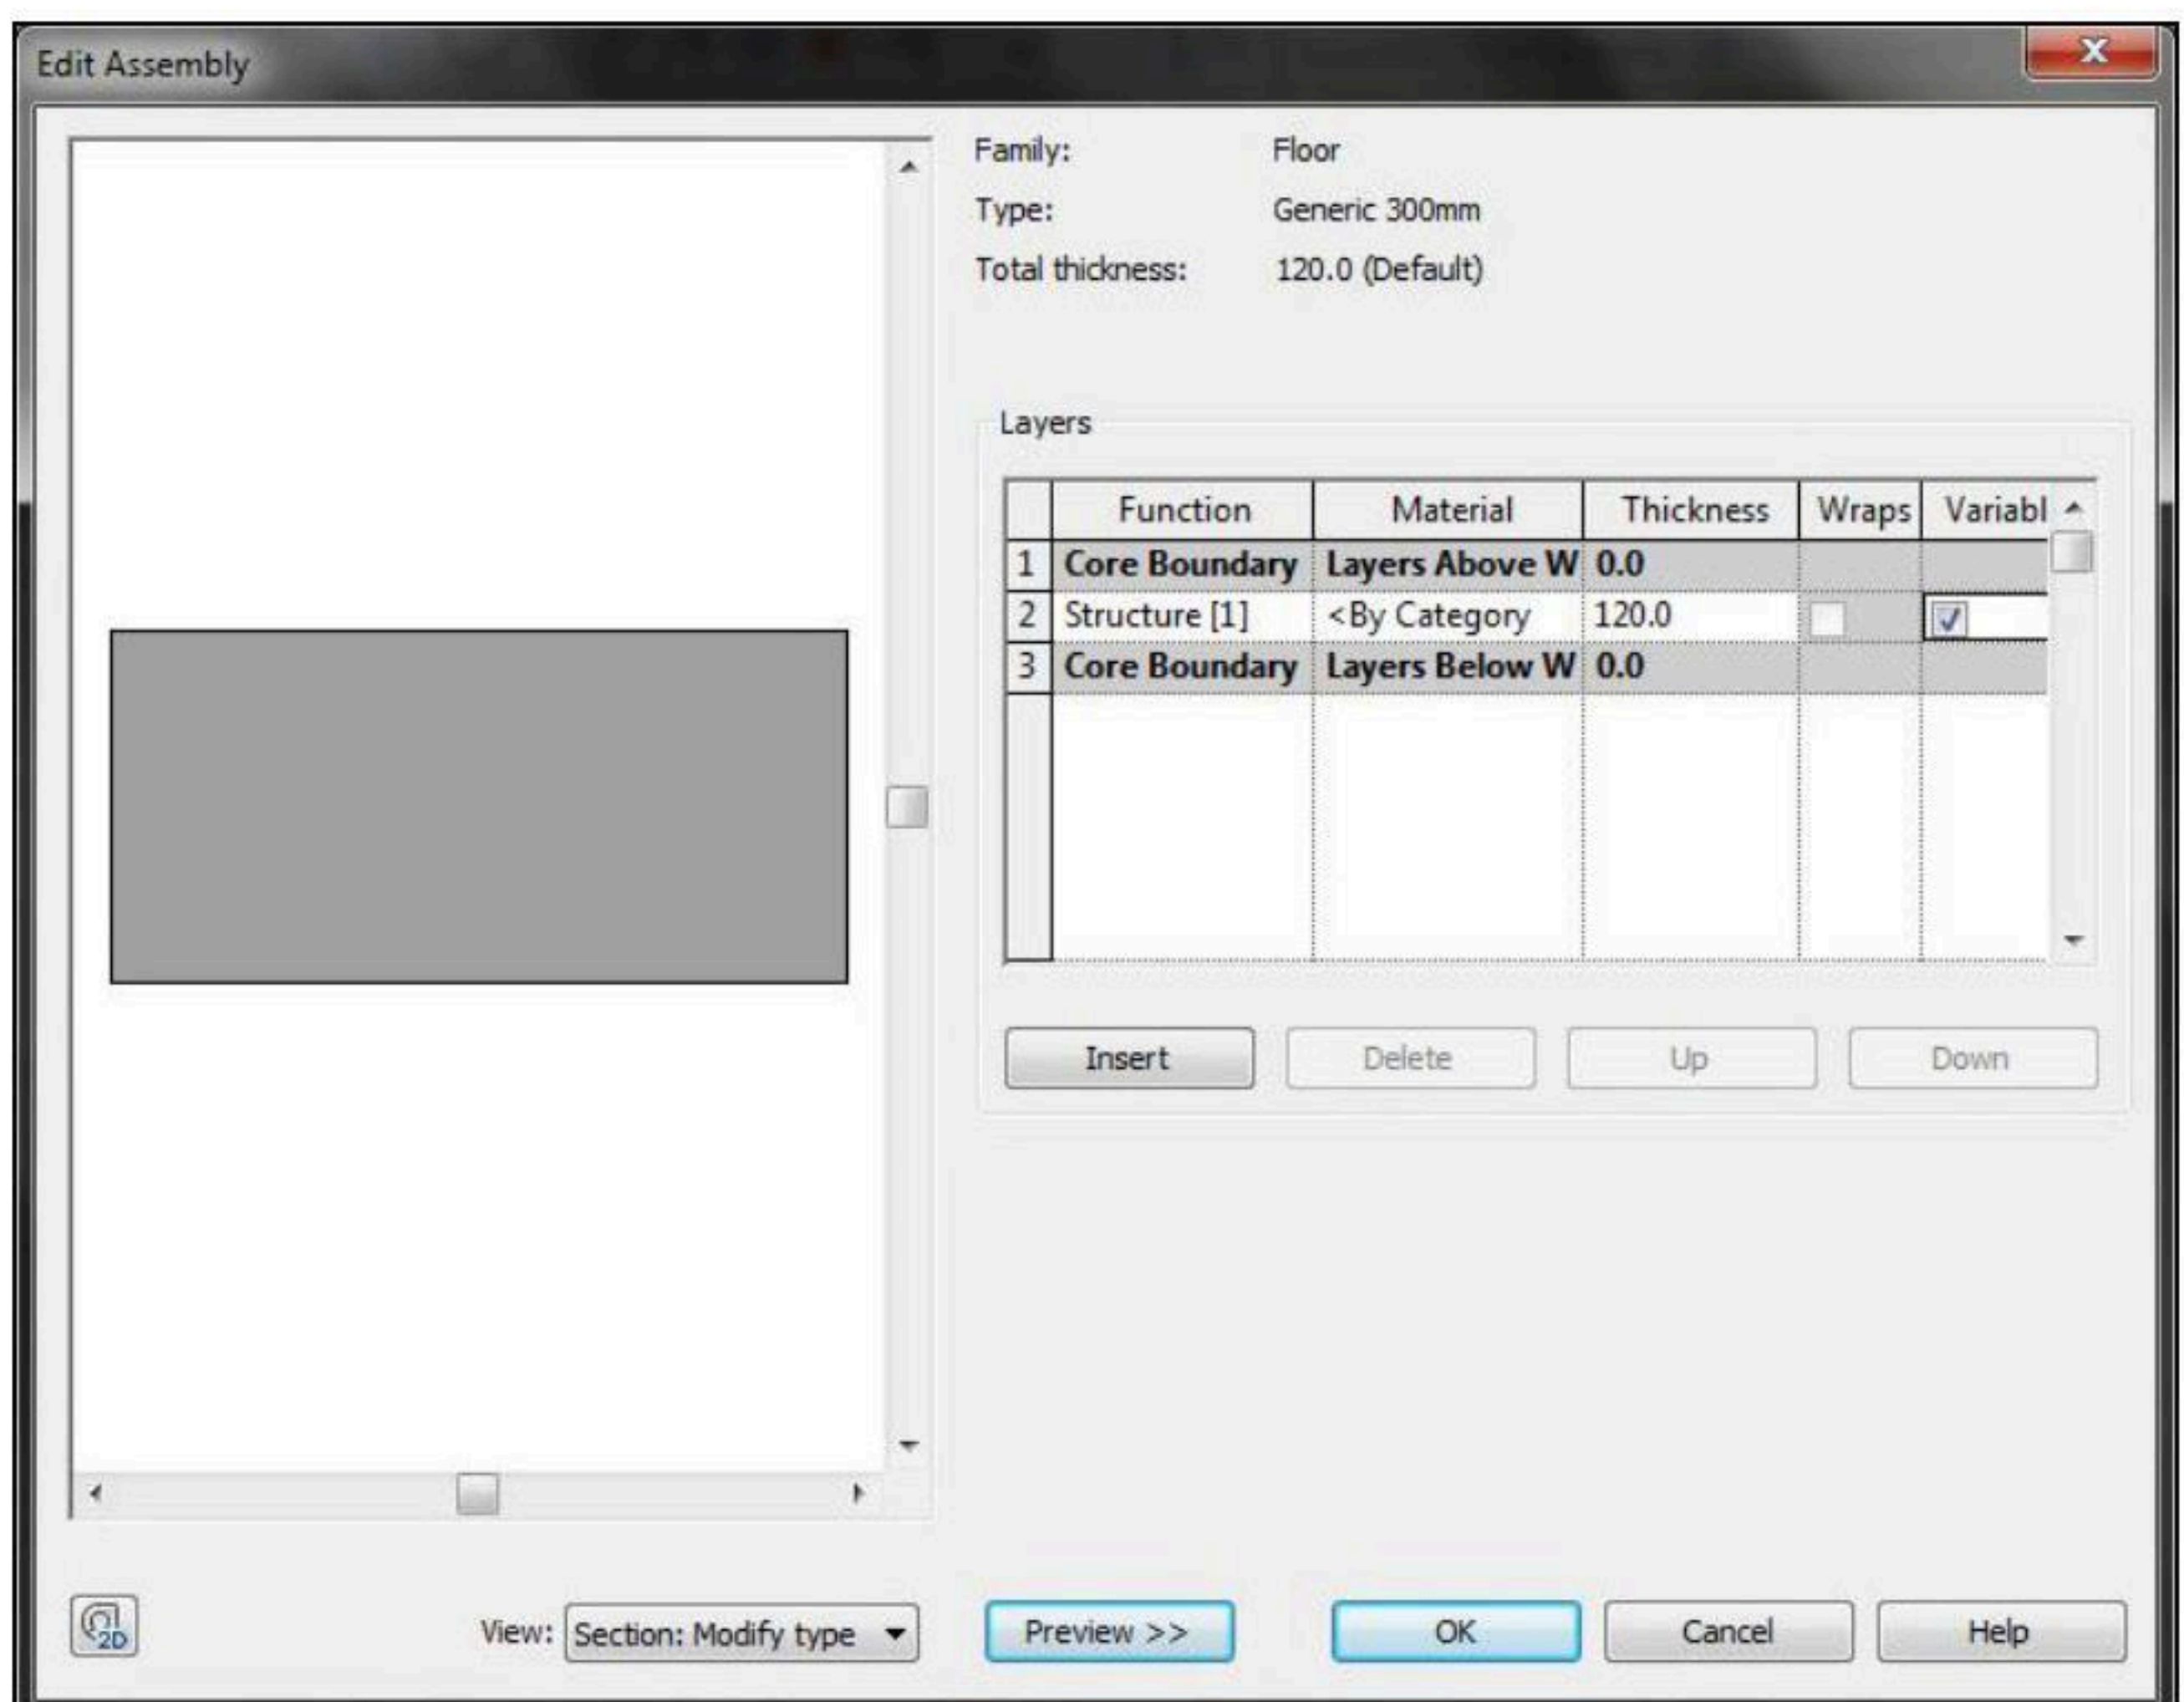 Edit Assembly
Family: Floor
Type: Generic 300mm
Total thickness: 120.0 (Default)
Layers
Function Material Thickness Wraps Variabl
1 Core Boundary Layers Above W 0.0
2 Structure [1] <By Category 120.0
3 Core Boundary Layers Below W 0.0
Insert Delete Up Down
2D View: Section: Modify type Preview >> OK Cancel Help